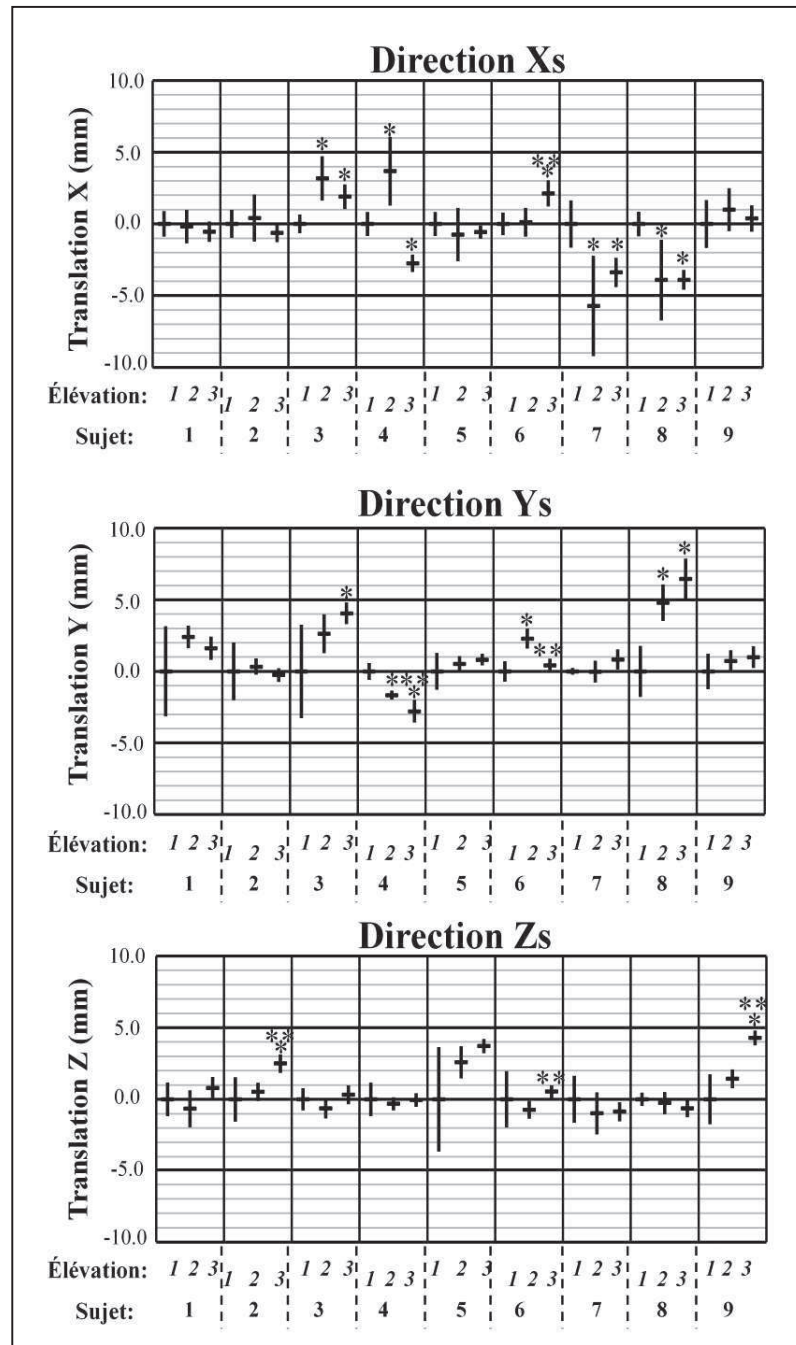 Direction Xs
Translation X (mm)
10.0
5.0
0.0
-5.0
-10.0
* * * * ** * * * * *
Élévation: 1 2 3 1 2 3 1 2 3 1 2 3 1 2 3 1 2 3 1 2 3 1 2 3 1 2 3
Sujet: 1 2 3 4 5 6 7 8 9
Direction Ys
Translation Y (mm)
10.0
5.0
0.0
-5.0
-10.0
* * ** * * * ** * *
Élévation: 1 2 3 1 2 3 1 2 3 1 2 3 1 2 3 1 2 3 1 2 3 1 2 3 1 2 3
Sujet: 1 2 3 4 5 6 7 8 9
Direction Zs
Translation Z (mm)
10.0
5.0
0.0
-5.0
-10.0
** * ** ** *
Élévation: 1 2 3 1 2 3 1 2 3 1 2 3 1 2 3 1 2 3 1 2 3 1 2 3 1 2 3
Sujet: 1 2 3 4 5 6 7 8 9